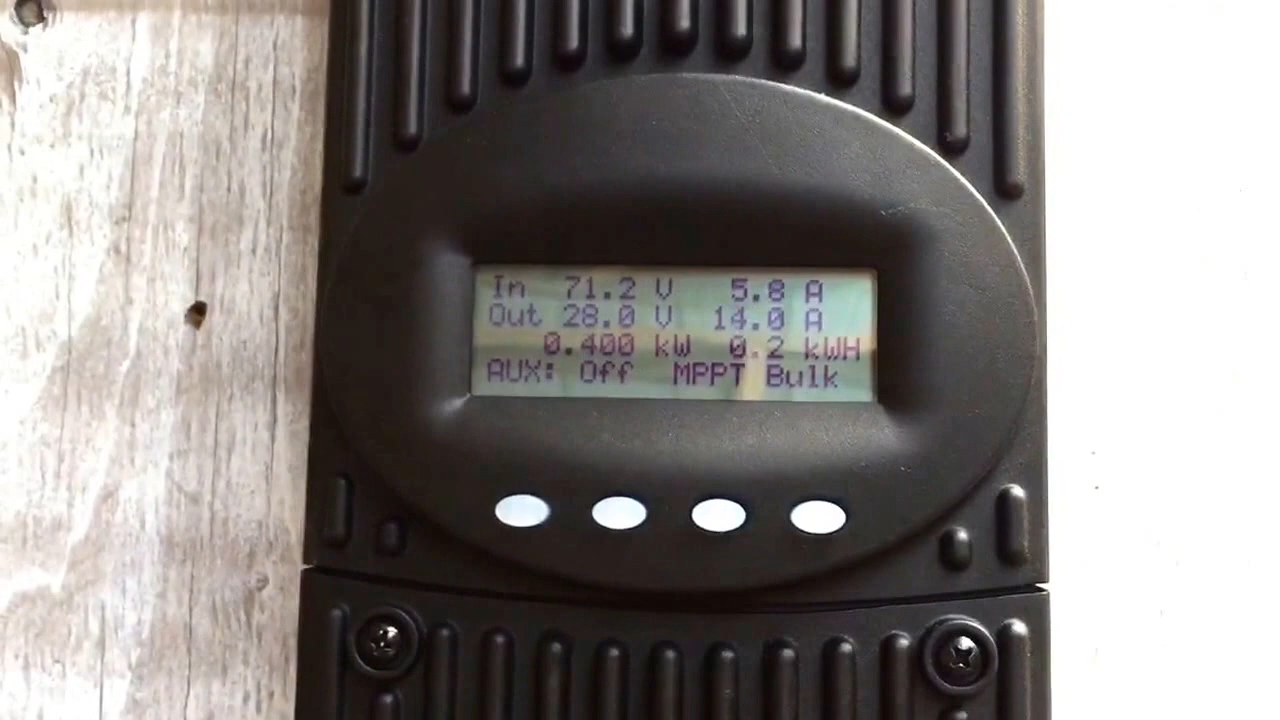 In 71.2 V 5.8 A
Out 28.0 V 14.0 A
0.400 kW 0.2 kWH
AUX: Off MPPT Bulk